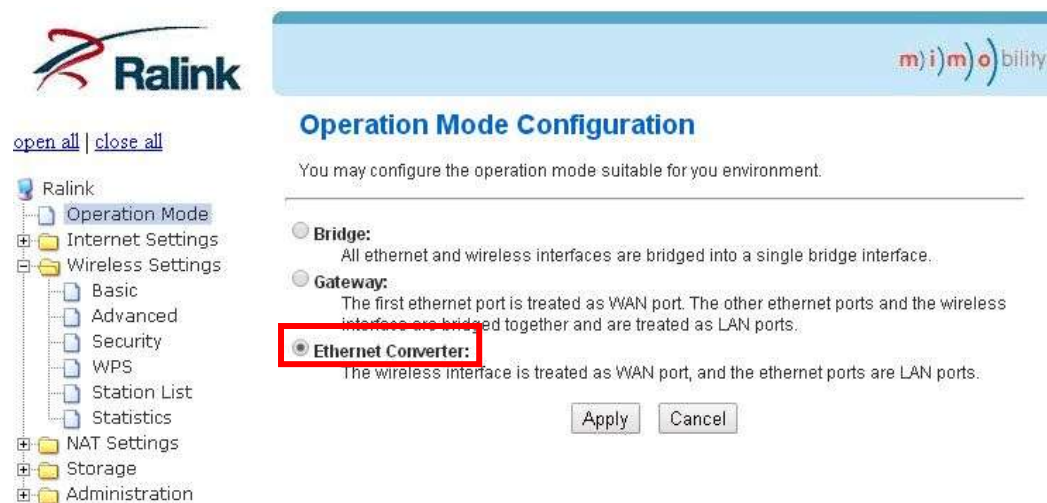 Ralink
m)i)m)o)bility
open all | close all
Ralink
Operation Mode
Internet Settings
Wireless Settings
Basic
Advanced
Security
WPS
Station List
Statistics
NAT Settings
Storage
Administration
Operation Mode Configuration
You may configure the operation mode suitable for you environment.
Bridge:
All ethernet and wireless interfaces are bridged into a single bridge interface.
Gateway:
The first ethernet port is treated as WAN port. The other ethernet ports and the wireless
interface are bridged together and are treated as LAN ports.
Ethernet Converter:
The wireless interface is treated as WAN port, and the ethernet ports are LAN ports.
Apply Cancel